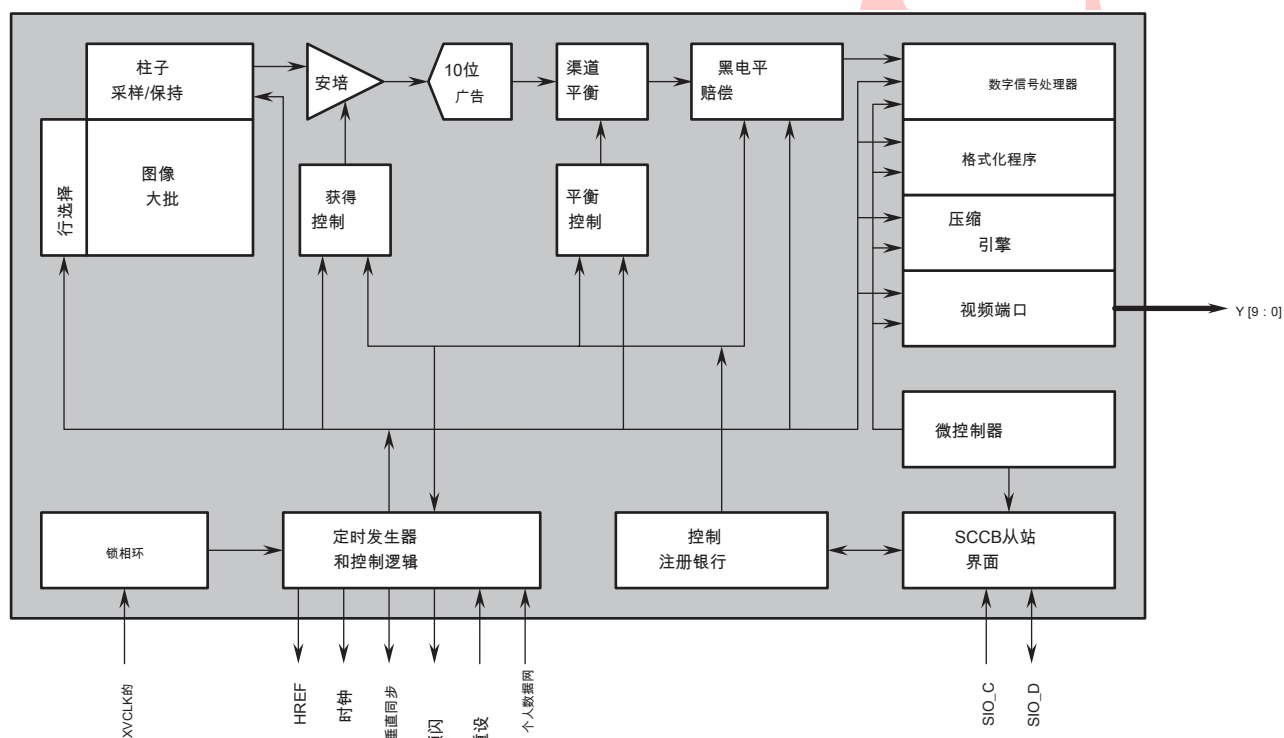 柱子
采样/保持
安培
10位
广告
渠道
平衡
黑电平
赔偿
数字信号处理器
格式化程序
压缩
引擎
视频端口
Y [9 : 0]
行选择
图像
大批
获得
控制
平衡
控制
微控制器
锁相环
定时发生器
和控制逻辑
控制
注册银行
SCCB从站
界面
XVCLK的
HREF
时钟
垂直同步
个人数据网
SIO_C
SIO_D